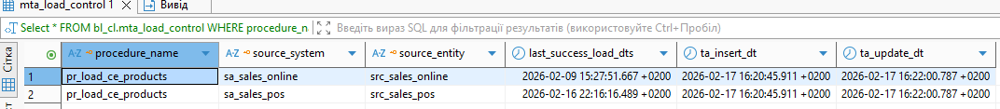 mta_load_control 1 Вивід
Select * FROM bl_cl.mta_load_control WHERE procedure_n Введіть вираз SQL для фільтрації результатів (використовуйте Ctrl+Пробіл)
Сітка
A-Z procedure_name A-Z source_system A-Z source_entity last_success_load_dts ta_insert_dt ta_update_dt
1 pr_load_ce_products sa_sales_online src_sales_online 2026-02-09 15:27:51.667 +0200 2026-02-17 16:20:45.911 +0200 2026-02-17 16:22:00.787 +0200
2 pr_load_ce_products sa_sales_pos src_sales_pos 2026-02-16 22:16:16.489 +0200 2026-02-17 16:20:45.911 +0200 2026-02-17 16:22:00.787 +0200